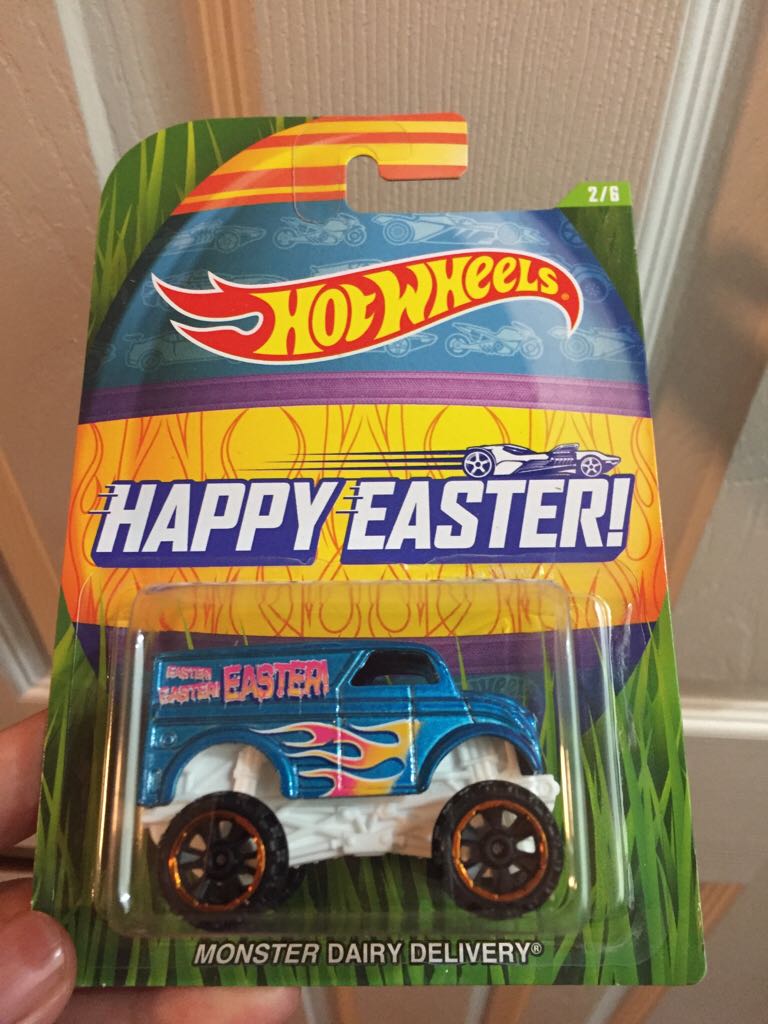 2/6
HOT WHEELS®
HAPPY EASTER!
EASTER!
EASTER!
EASTER!
MONSTER DAIRY DELIVERY®